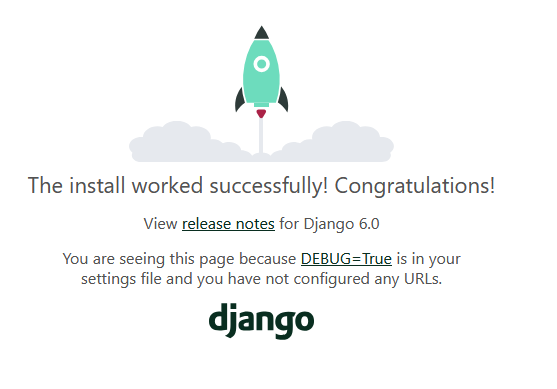 The install worked successfully! Congratulations!
View release notes for Django 6.0
You are seeing this page because DEBUG=True is in your
settings file and you have not configured any URLs.
django